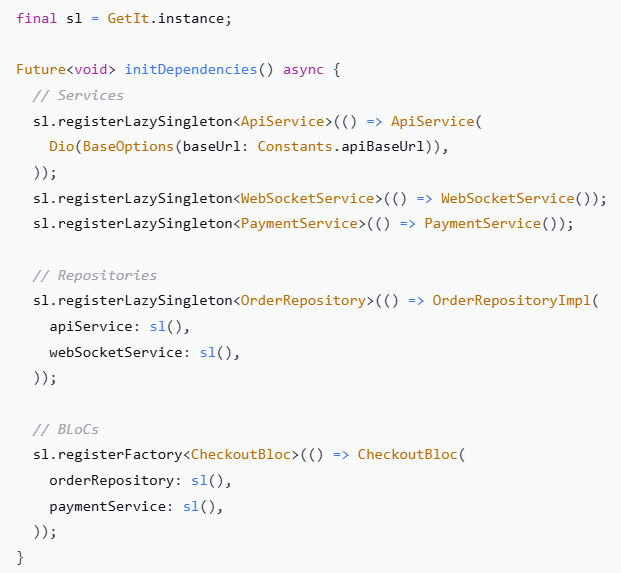 final sl = GetIt.instance;

Future<void> initDependencies() async {
  // Services
  sl.registerLazySingleton<ApiService>(() => ApiService(
    Dio(BaseOptions(baseUrl: Constants.apiBaseUrl)),
  ));
  sl.registerLazySingleton<WebSocketService>(() => WebSocketService());
  sl.registerLazySingleton<PaymentService>(() => PaymentService());

  // Repositories
  sl.registerLazySingleton<OrderRepository>(() => OrderRepositoryImpl(
    apiService: sl(),
    webSocketService: sl(),
  ));

  // BLoCs
  sl.registerFactory<CheckoutBloc>(() => CheckoutBloc(
    orderRepository: sl(),
    paymentService: sl(),
  ));
}